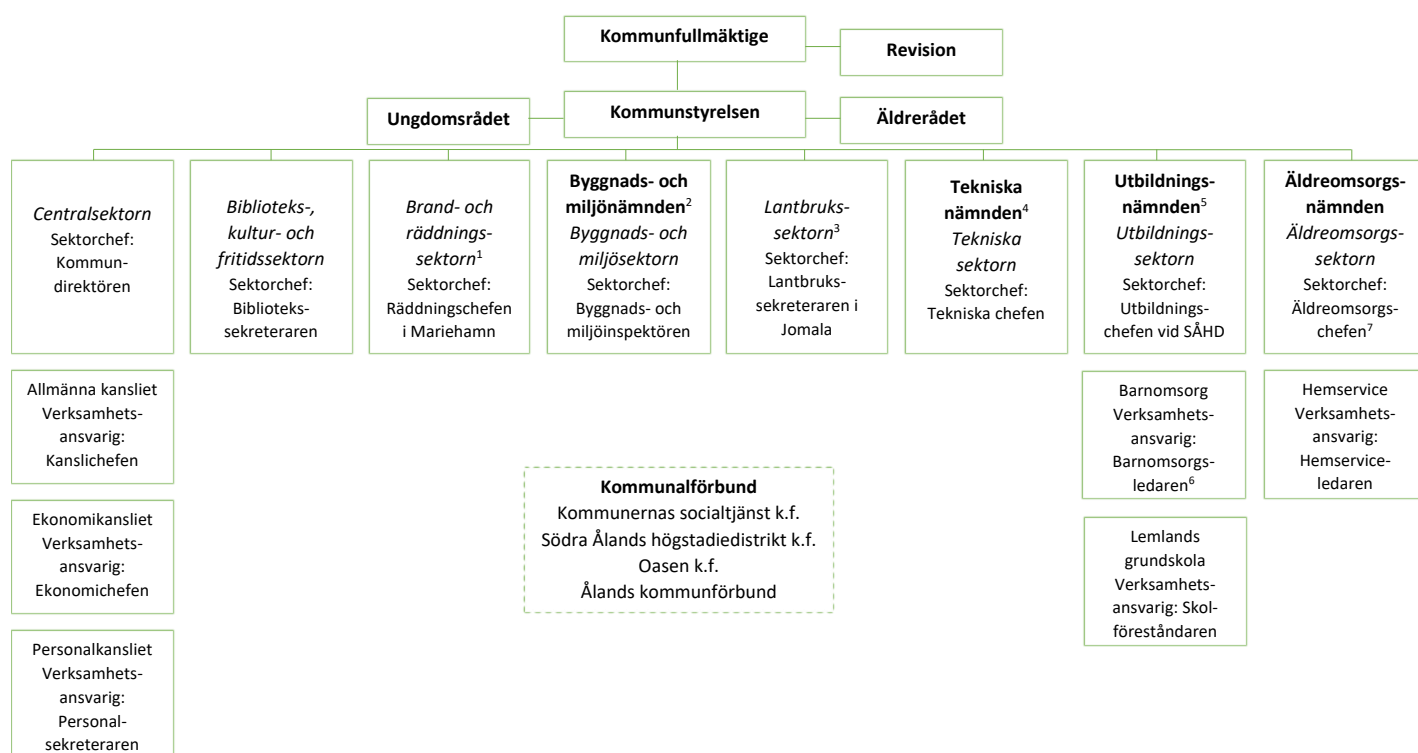 Kommunfullmäktige
Revision
Ungdomsrådet
Kommunstyrelsen
Äldrerådet
Centralsektorn
Sektorchef:
Kommun-
direktören
Biblioteks-,
kultur- och
fritidssektorn
Sektorchef:
Biblioteks-
sekreteraren
Brand- och
räddnings-
sektorn¹
Sektorchef:
Räddningschefen
i Mariehamn
Byggnads- och
miljönämnden²
Byggnads- och
miljösektorn
Sektorchef:
Byggnads- och
miljöinspektören
Lantbruks-
sektorn³
Sektorchef:
Lantbruks-
sekreteraren i
Jomala
Tekniska
nämnden⁴
Tekniska
sektorn
Sektorchef:
Tekniska chefen
Utbildnings-
nämnden⁵
Utbildnings-
sektorn
Sektorchef:
Utbildnings-
chefen vid SÅHD
Äldreomsorgs-
nämnden
Äldreomsorgs-
sektorn
Sektorchef:
Äldreomsorgs-
chefen⁷
Allmänna kansliet
Verksamhets-
ansvarig:
Kanslichefen
Barnomsorg
Verksamhets-
ansvarig:
Barnomsorgs-
ledaren⁶
Hemservice
Verksamhets-
ansvarig:
Hemservice-
ledaren
Kommunalförbund
Kommunernas socialtjänst k.f.
Södra Ålands högstadiedistrikt k.f.
Oasen k.f.
Ålands kommunförbund
Ekonomikansliet
Verksamhets-
ansvarig:
Ekonomichefen
Lemlands
grundskola
Verksamhets-
ansvarig: Skol-
föreståndaren
Personalkansliet
Verksamhets-
ansvarig:
Personal-
sekreteraren